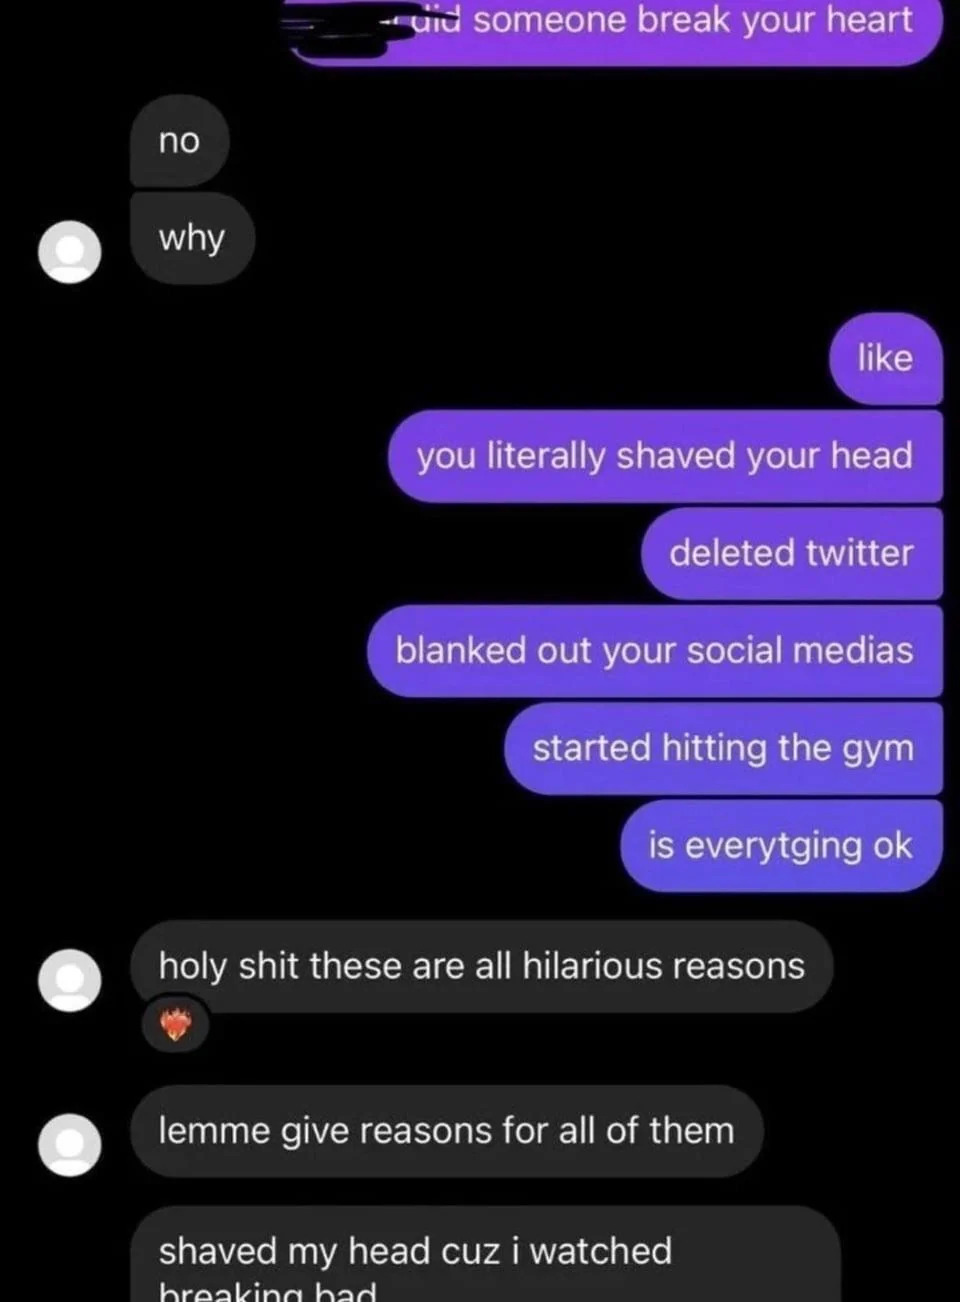 did someone break your heart
no
why
like
you literally shaved your head
deleted twitter
blanked out your social medias
started hitting the gym
is everytging ok
holy shit these are all hilarious reasons
lemme give reasons for all of them
shaved my head cuz i watched
breaking bad